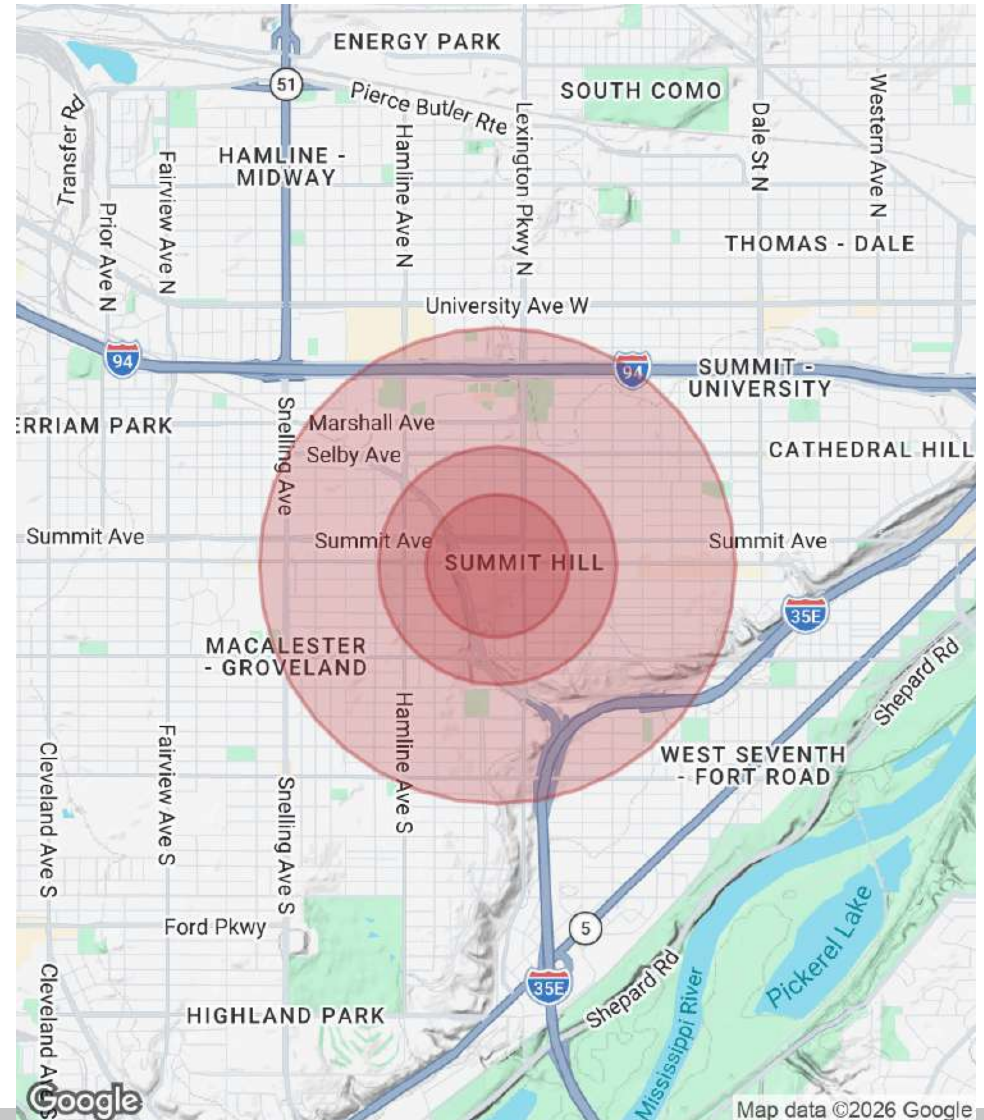 ENERGY PARK
51
Pierce Butler Rte
SOUTH COMO
Transfer Rd
Fairview Ave N
HAMLINE -
MIDWAY
Hamline Ave N
Lexington Pkwy N
Dale St N
Western Ave N
Prior Ave N
THOMAS - DALE
University Ave W
94
94
SUMMIT -
UNIVERSITY
ERRIAM PARK
Snelling Ave
Marshall Ave
Selby Ave
CATHEDRAL HILL
Summit Ave
Summit Ave
SUMMIT HILL
Summit Ave
35E
MACALESTER
- GROVELAND
Shepard Rd
Hamline Ave S
Fairview Ave S
Cleveland Ave S
Snelling Ave S
WEST SEVENTH
- FORT ROAD
Ford Pkwy
5
Pickerel Lake
35E
Shepard Rd
Cleveland Ave S
HIGHLAND PARK
Mississippi River
Google
Map data ©2026 Google